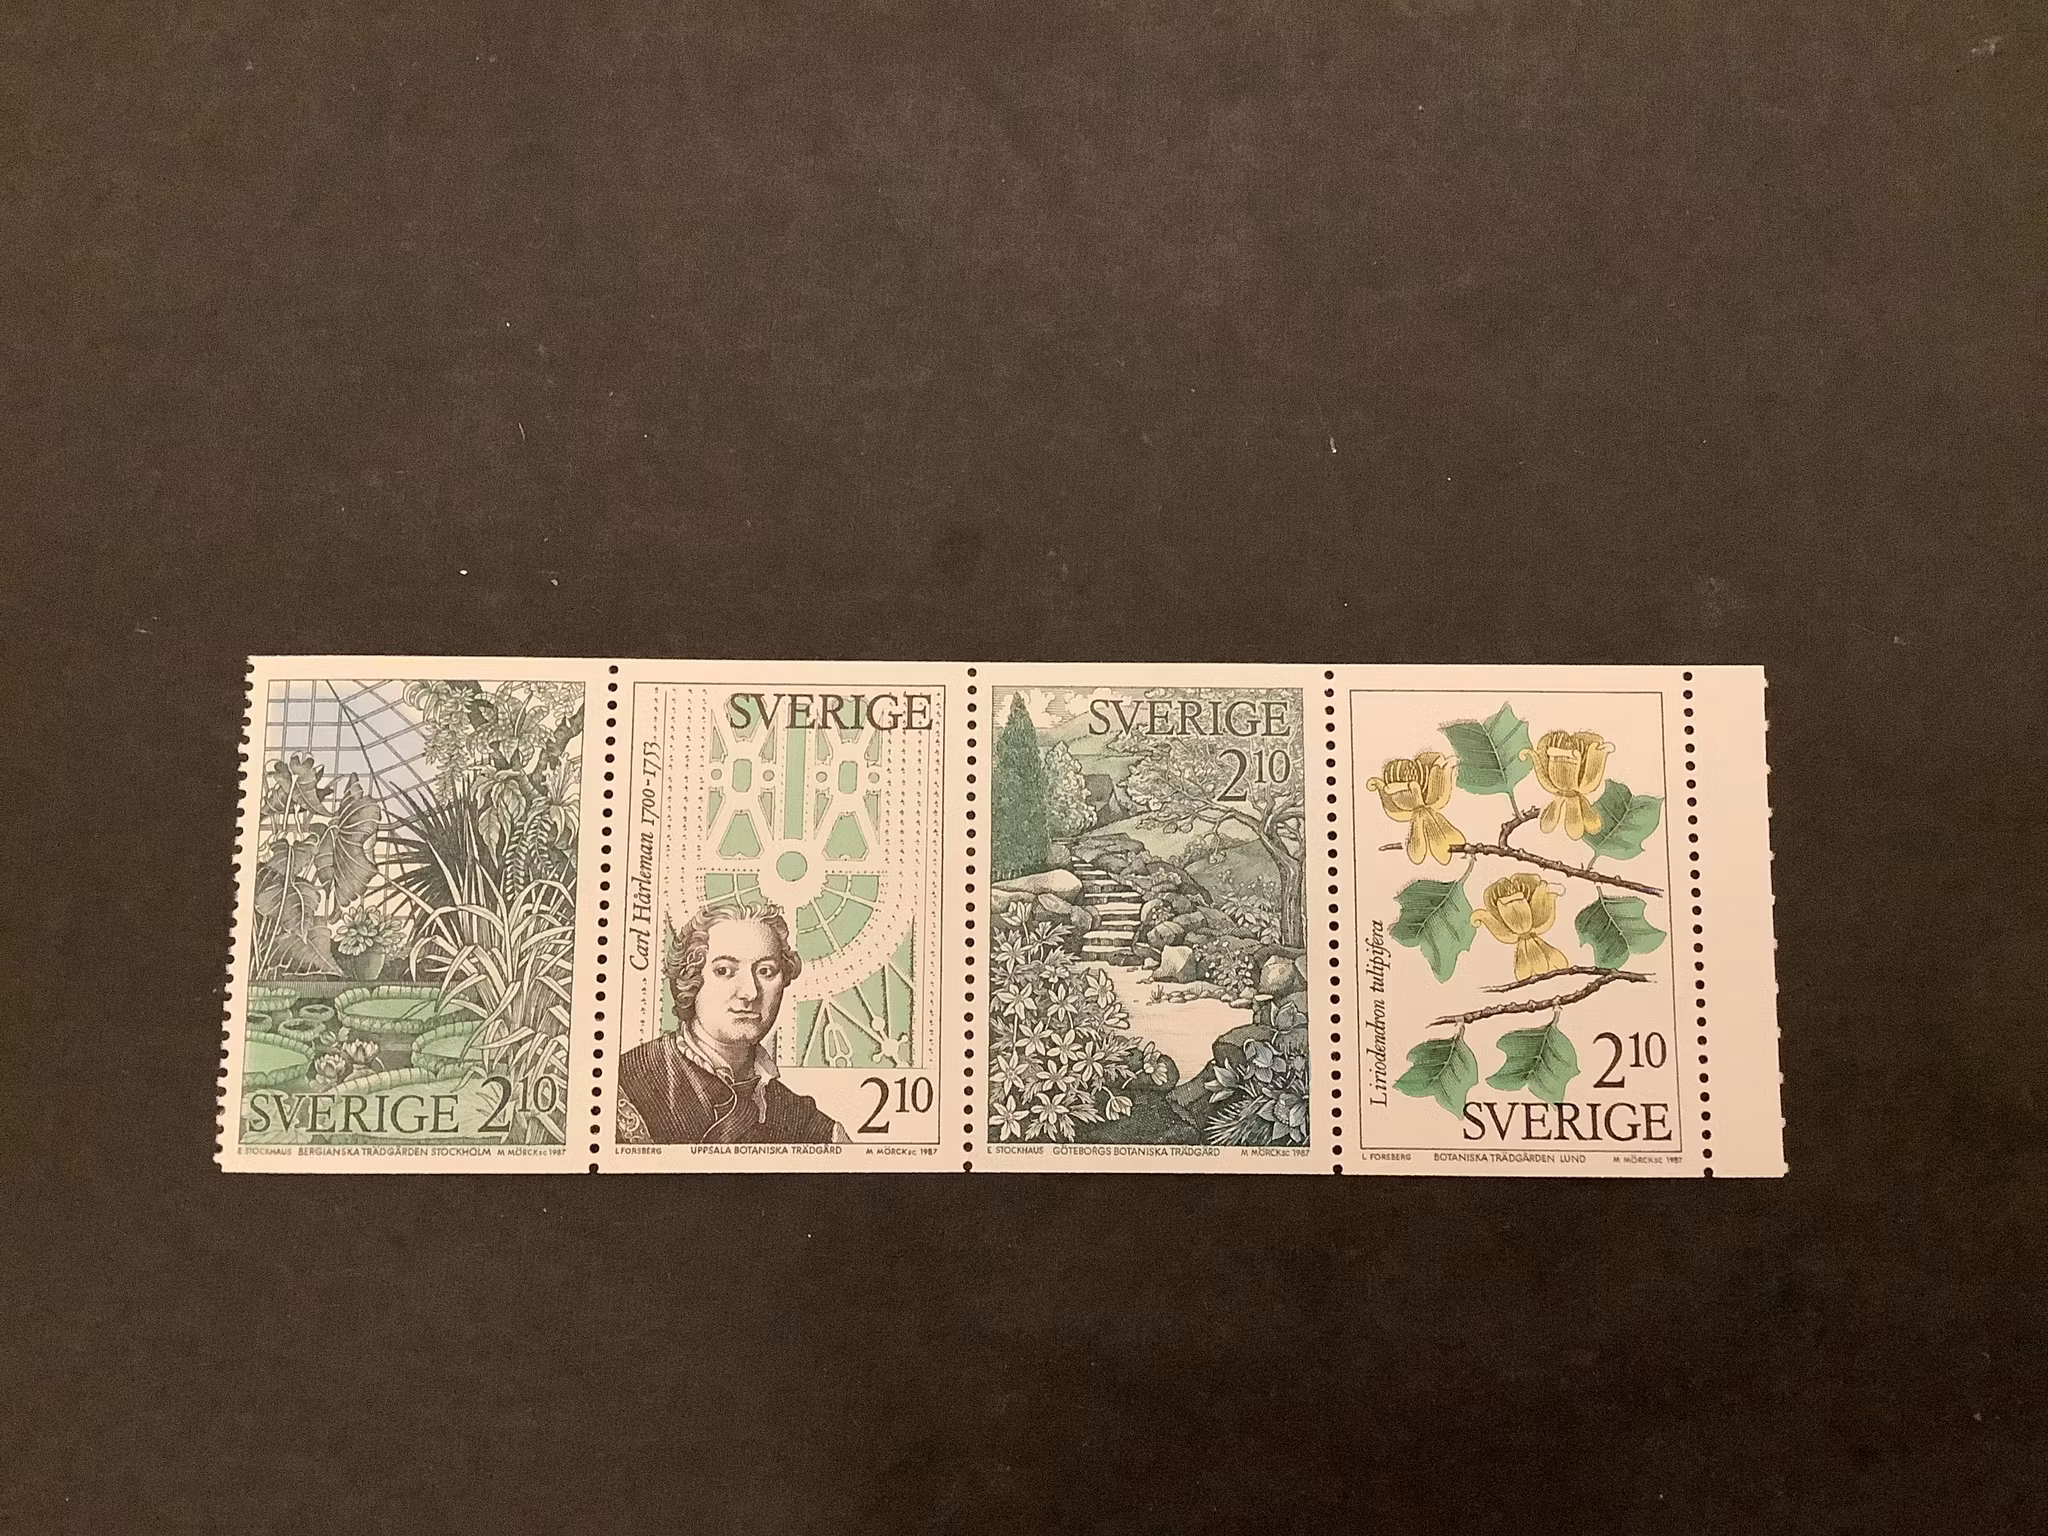 SVERIGE 2 10
E STOCKHAUS BERGIANSKA TRÄDGÅRDEN STOCKHOLM M MÖRCK SC 1987
SVERIGE
Carl Hårleman 1700-1753
2 10
L FORSBERG UPPSALA BOTANISKA TRÄDGÅRD M MÖRCK SC 1987
SVERIGE
2 10
E STOCKHAUS GÖTEBORGS BOTANISKA TRÄDGÅRD M MÖRCK SC 1987
Liriodendron tulipifera
2 10
SVERIGE
L FORSBERG BOTANISKA TRÄDGÅRDEN LUND M MÖRCK SC 1987